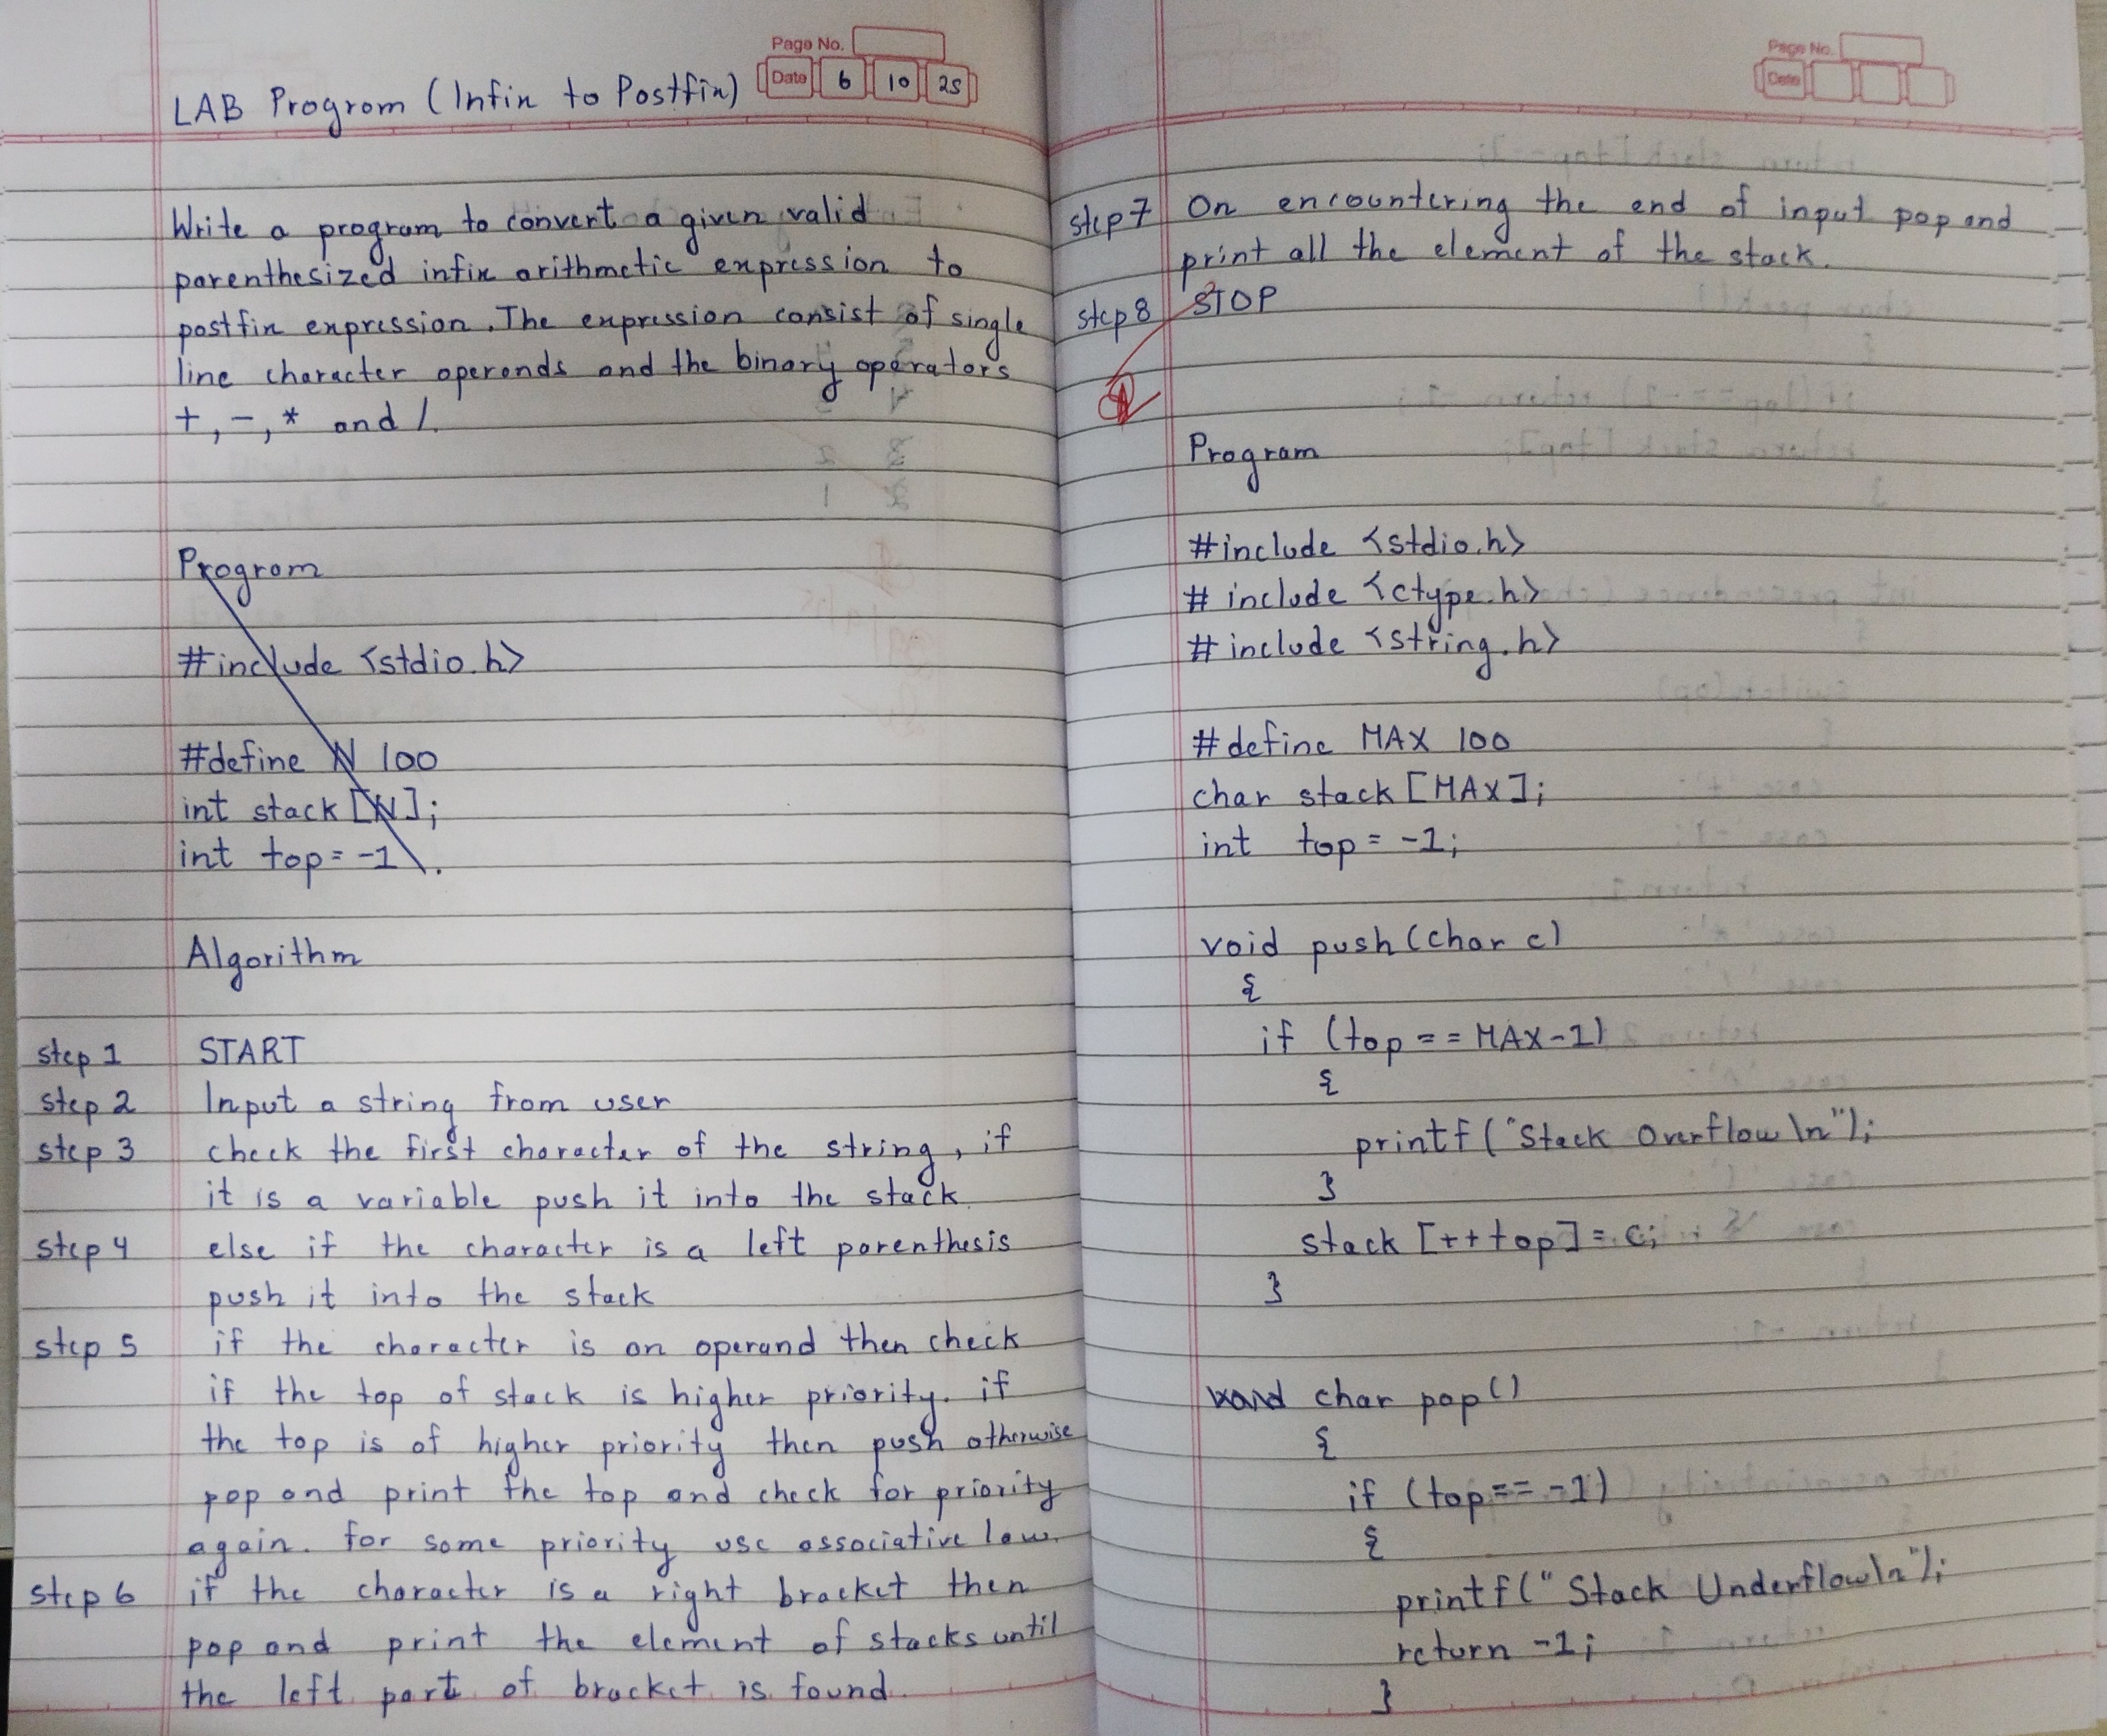 Page No.
Date 6 10 25
LAB Program (Infix to Postfix)
Write a program to convert a given valid
parenthesized infix arithmetic expression to
postfix expression. The expression consist of single
line character operands and the binary operators
+, -, * and /.
Program
#include <stdio.h>
#define N 100
int stack [N];
int top = -1
Algorithm
step 1 START
step 2 Input a string from user
step 3 check the first character of the string, if
it is a variable push it into the stack.
step 4 else if the character is a left parenthesis
push it into the stack
step 5 if the character is an operand then check
if the top of stack is higher priority. if
the top is of higher priority then push otherwise
pop and print the top and check for priority
again. for same priority use associative law.
step 6 if the character is a right bracket then
pop and print the element of stacks until
the left part of bracket is found.
Page No.
Date
step 7 On encountering the end of input pop and
print all the element of the stack.
step 8 STOP
Program
#include <stdio.h>
# include <ctype.h>
# include <string.h>
# define MAX 100
char stack [MAX];
int top = -1;
void push (char c)
{
if (top == MAX-1)
{
printf ("Stack Overflow \n");
}
stack [++top] = c;
}
char pop()
{
if (top == -1)
{
printf (" Stack Underflow\n");
return -1;
}